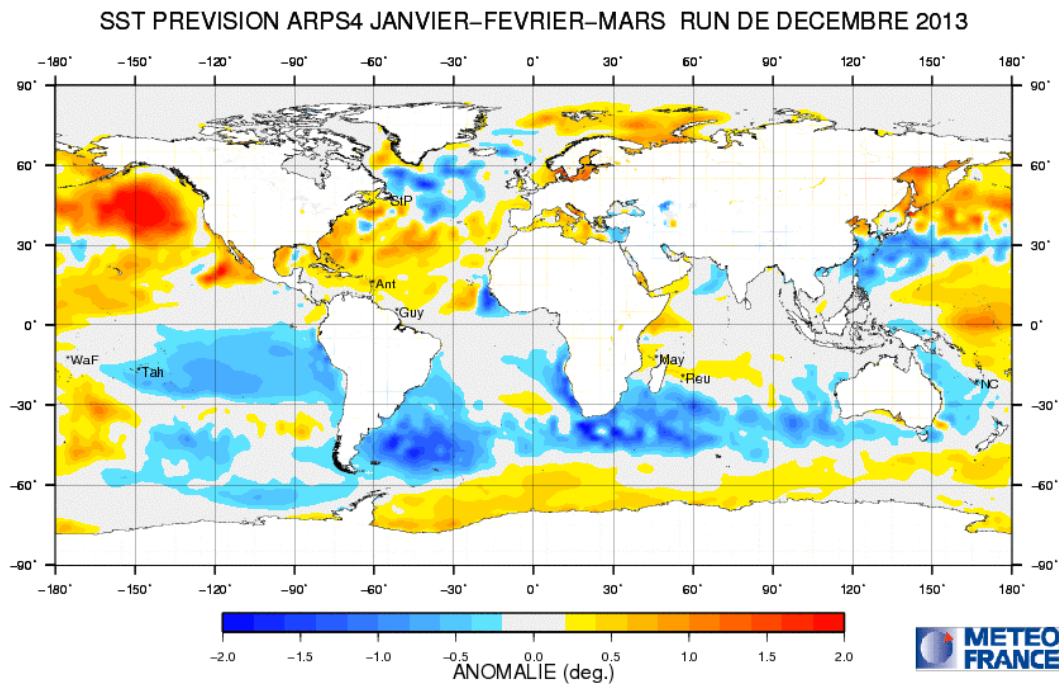 SST PREVISION ARPS4 JANVIER-FEVRIER-MARS RUN DE DECEMBRE 2013
-180° -150° -120° -90° -60° -30° 0° 30° 60° 90° 120° 150° 180°
90° 90°
60° 60°
StP
30° 30°
Ant
Guy
0° 0°
WaF Tah May Reu NC
-30° -30°
-60° -60°
-90° -90°
-180° -150° -120° -90° -60° -30° 0° 30° 60° 90° 120° 150° 180°
-2.0 -1.5 -1.0 -0.5 0.0 0.5 1.0 1.5 2.0
ANOMALIE (deg.)
METEO
FRANCE